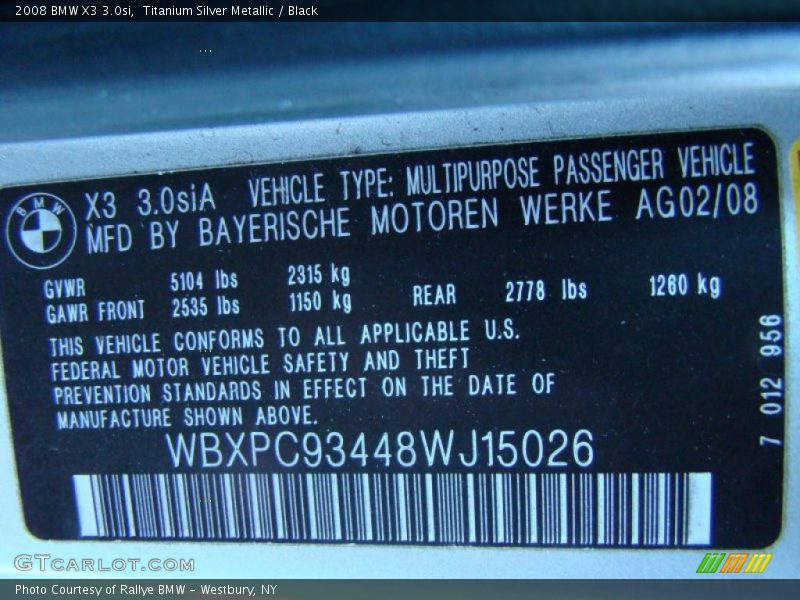 2008 BMW X3 3.0si,  Titanium Silver Metallic / Black
BMW
X3 3.0siA VEHICLE TYPE: MULTIPURPOSE PASSENGER VEHICLE
MFD BY BAYERISCHE MOTOREN WERKE AG02/08
GVWR 5104 lbs 2315 kg
GAWR FRONT 2535 lbs 1150 kg REAR 2778 lbs 1260 kg
THIS VEHICLE CONFORMS TO ALL APPLICABLE U.S.
FEDERAL MOTOR VEHICLE SAFETY AND THEFT
PREVENTION STANDARDS IN EFFECT ON THE DATE OF
MANUFACTURE SHOWN ABOVE.
WBXPC93448WJ15026
7 012 956
GTCARLOT.COM
Photo Courtesy of Rallye BMW - Westbury, NY